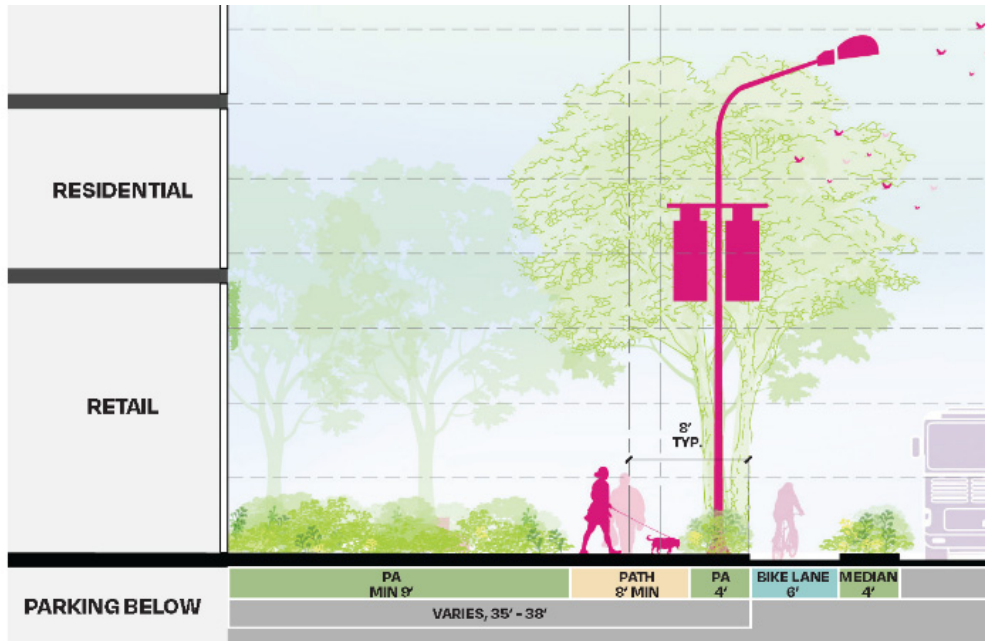 RESIDENTIAL
RETAIL
8'
TYP.
PA
MIN 9'
PATH
8' MIN
PA
4'
BIKE LANE
6'
MEDIAN
4'
PARKING BELOW
VARIES, 35' - 38'